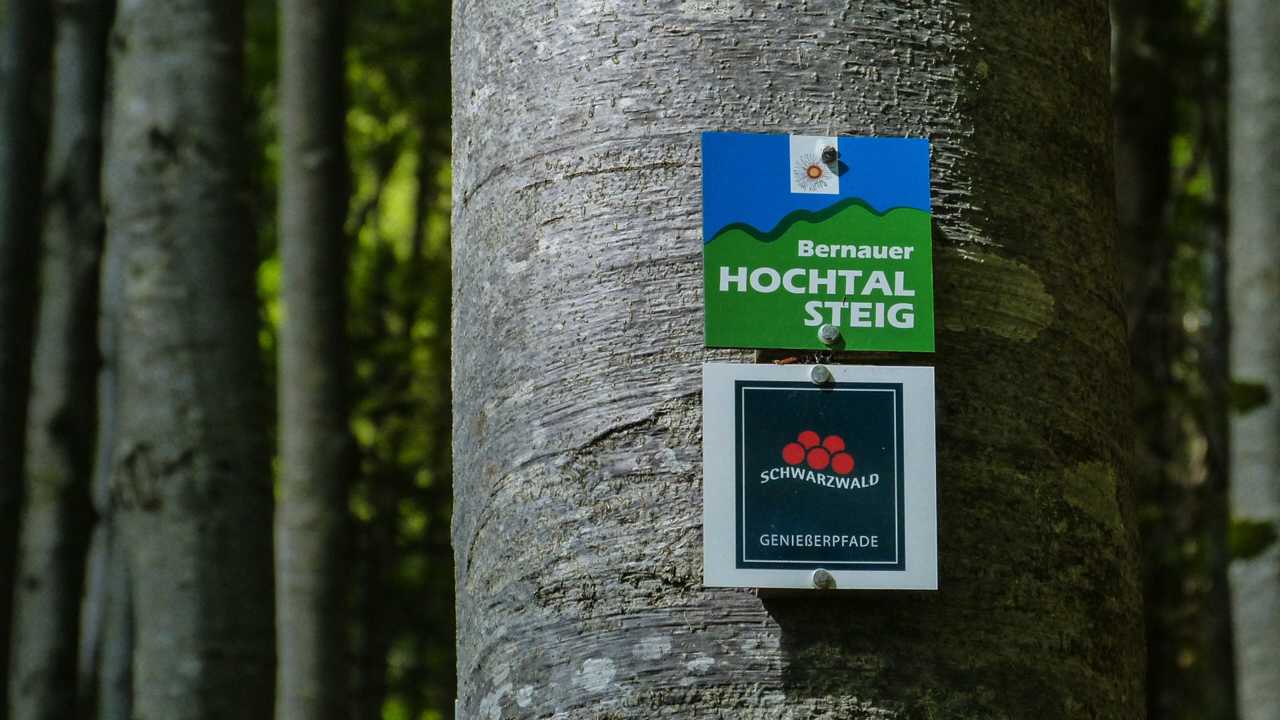 Bernauer
HOCHTAL
STEIG
SCHWARZWALD
GENIEßERPFADE